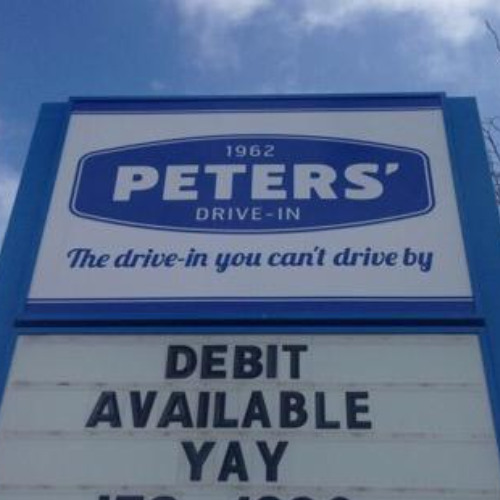 1962
PETERS'
DRIVE-IN
The drive-in you can't drive by
DEBIT
AVAILABLE
YAY